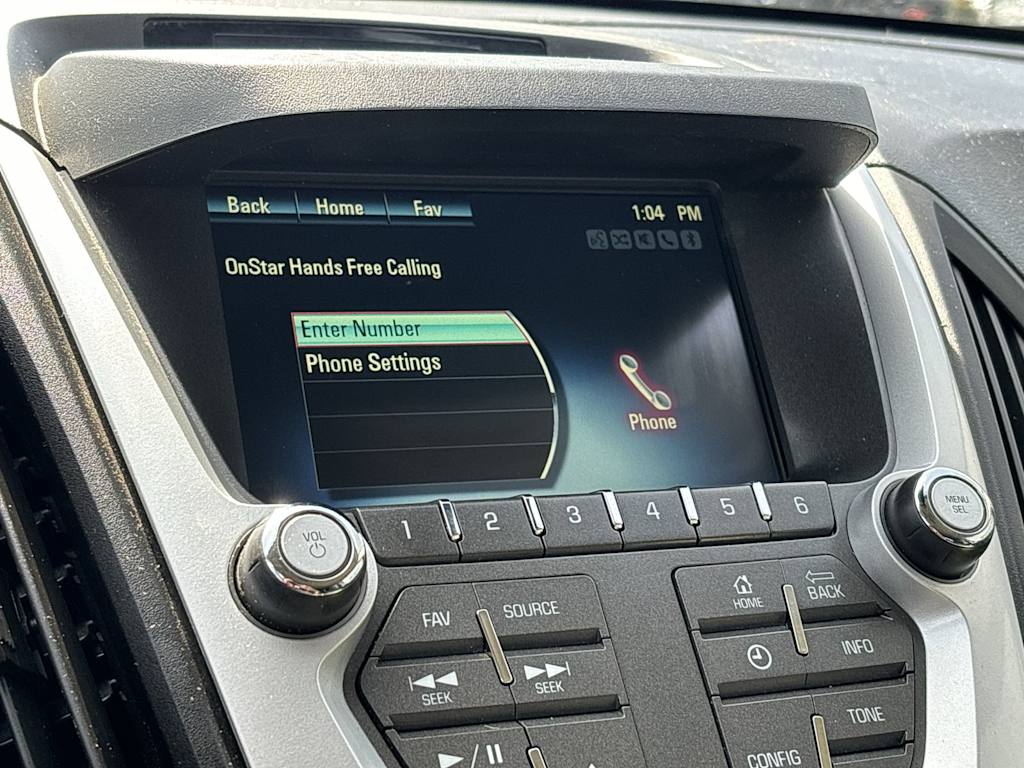 Back Home Fav
1:04 PM
OnStar Hands Free Calling
Enter Number
Phone Settings
Phone
1 2 3 4 5 6
VOL
MENU
SEL
FAV SOURCE
HOME BACK
SEEK SEEK
INFO
TONE
CONFIG